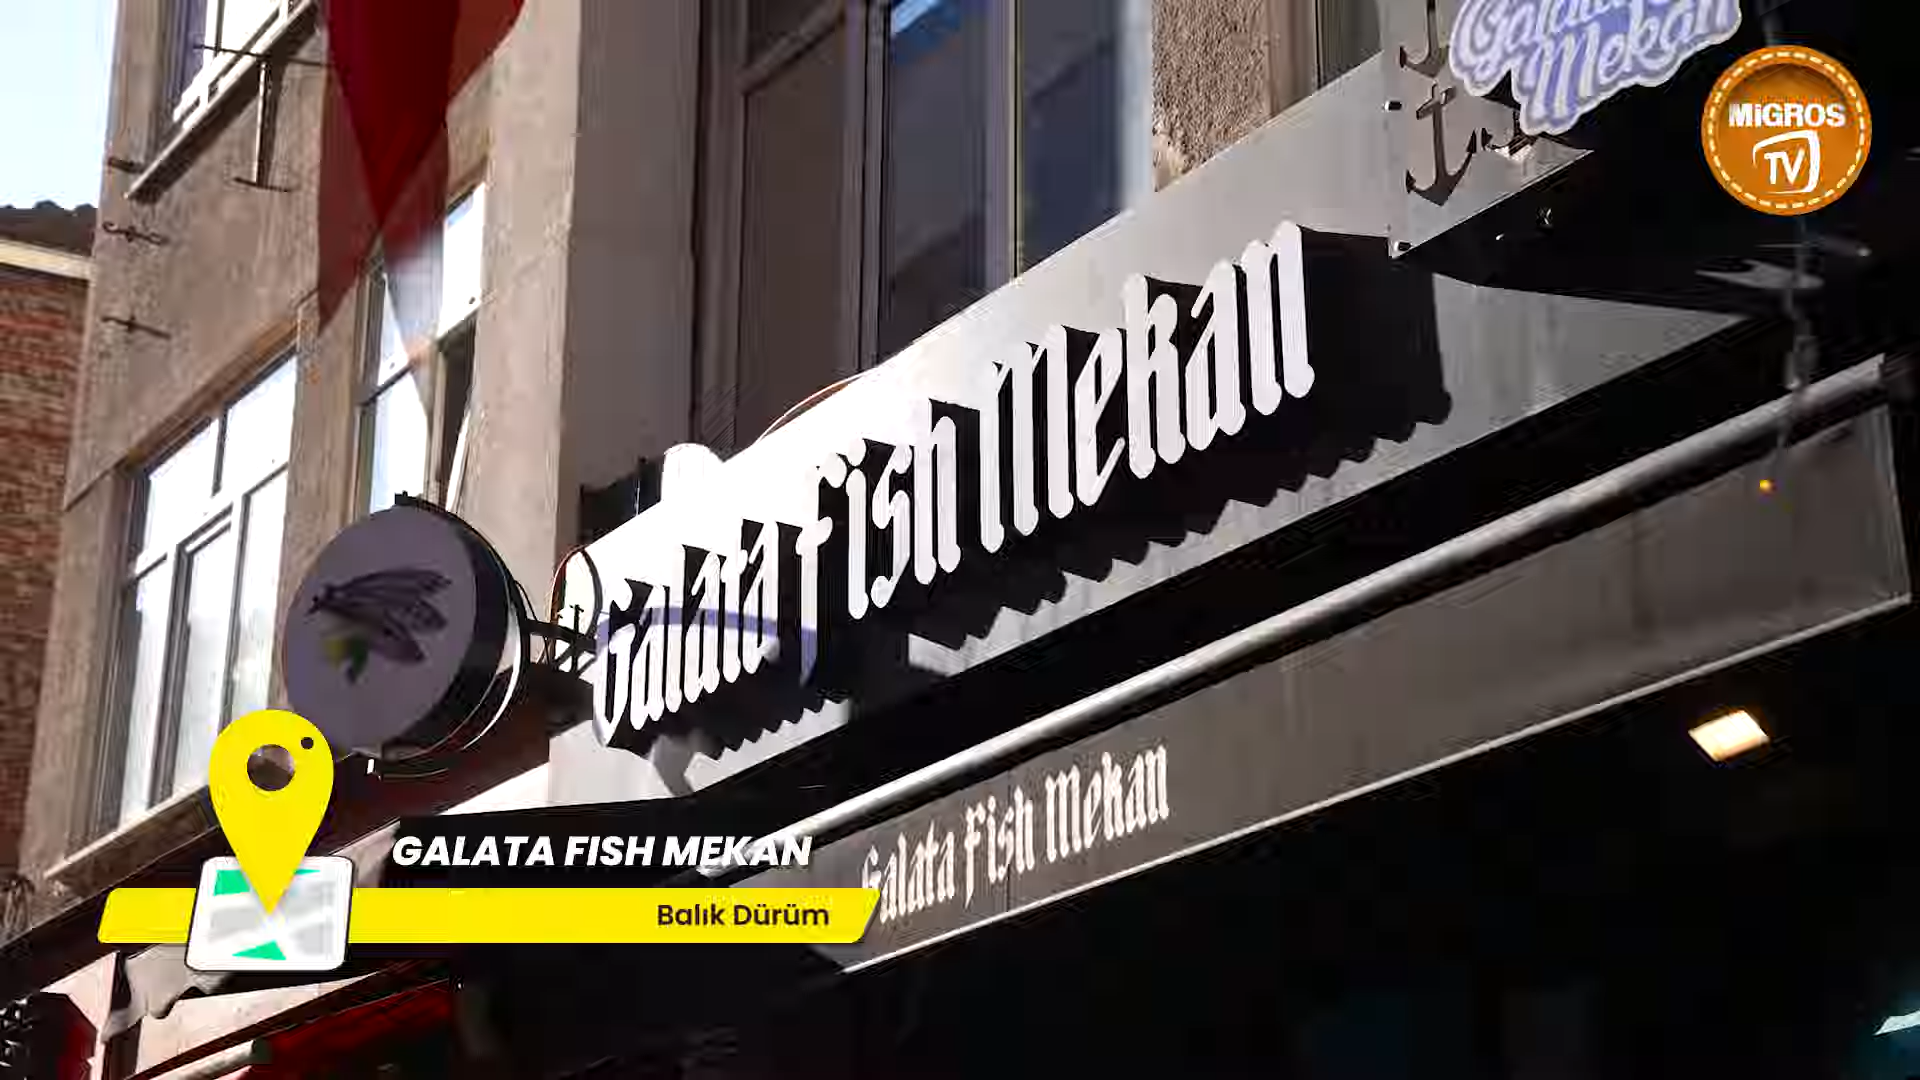 Galata
Mekan
MiGROS
TV
Galata Fish Mekan
Galata Fish Mekan
GALATA FISH MEKAN
Balık Dürüm